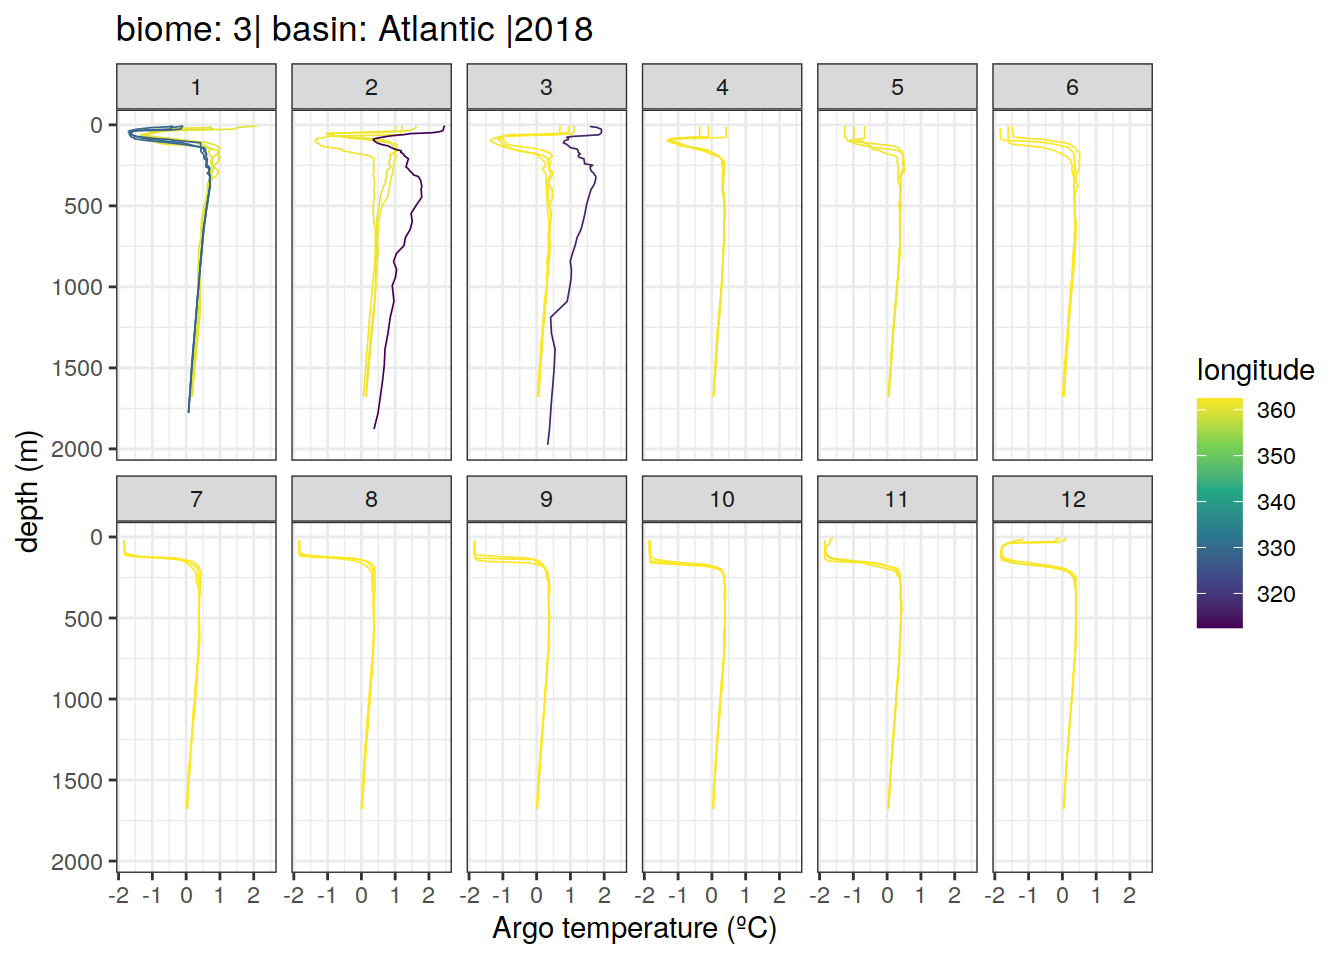 biome: 3| basin: Atlantic |2018
1 2 3 4 5 6
0
500
1000
1500
2000
7 8 9 10 11 12
0
500
1000
1500
2000
-2 -1 0 1 2 -2 -1 0 1 2 -2 -1 0 1 2 -2 -1 0 1 2 -2 -1 0 1 2 -2 -1 0 1 2
Argo temperature (ºC)
depth (m)
longitude
360
350
340
330
320